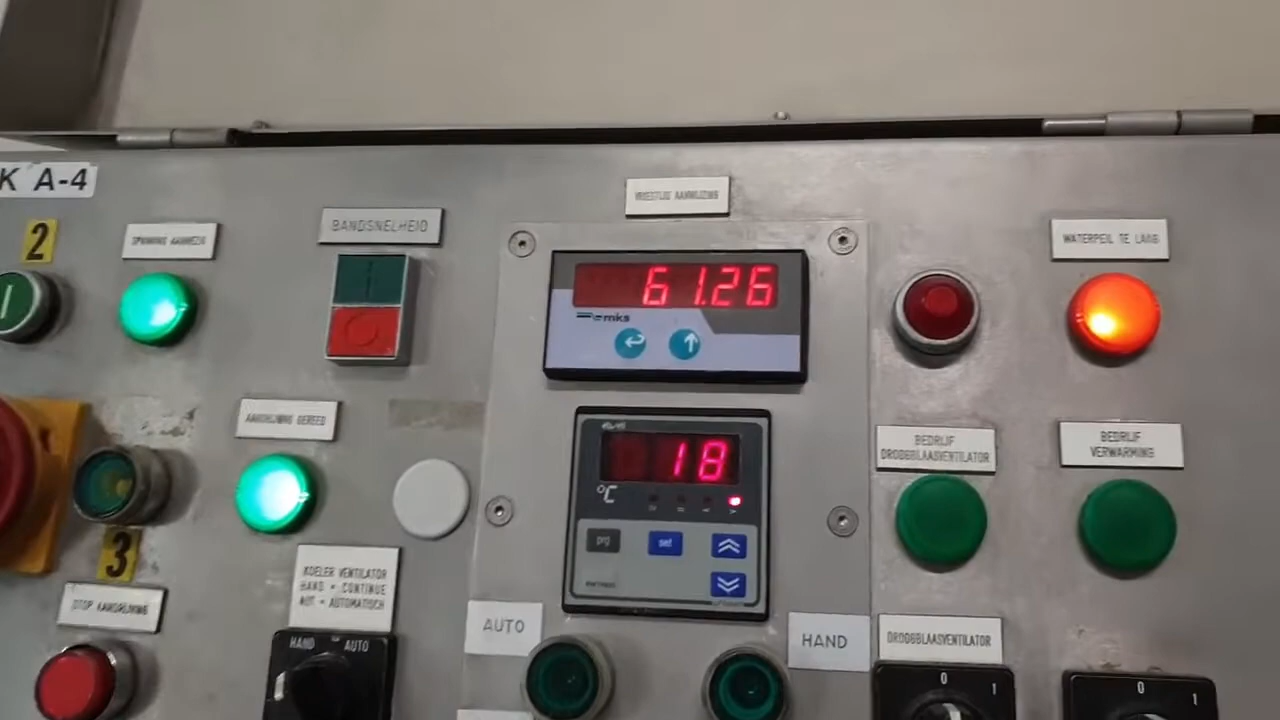 K A-4
2
SPANNING AANWEZIG
BANDSNELHEID
WATERPEIL TE LAAG
61.26
mks
AANDRIJVING GEREED
BEDRIJF
DROOGBLAASVENTILATOR
BEDRIJF
VERWARMING
18
°C
prg
set
3
STOP AANDRIJVING
KOELER VENTILATOR
HAND = CONTINUE
AUT = AUTOMATISCH
HAND AUTO
AUTO
HAND
DROOGBLAASVENTILATOR
0 1
0 1